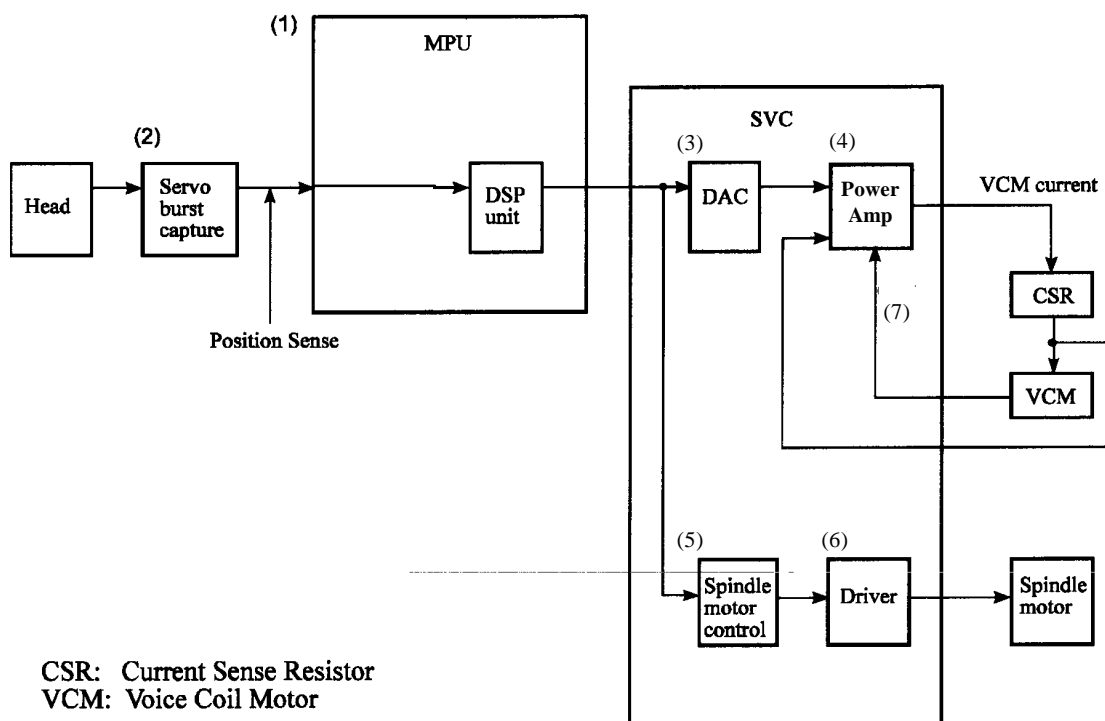 (1)
MPU
SVC
(2)
(3)
(4)
Head
Servo
burst
capture
DSP
unit
DAC
Power
Amp
VCM current
CSR
(7)
Position Sense
VCM
(5)
(6)
Spindle
motor
control
Driver
Spindle
motor
CSR: Current Sense Resistor
VCM: Voice Coil Motor